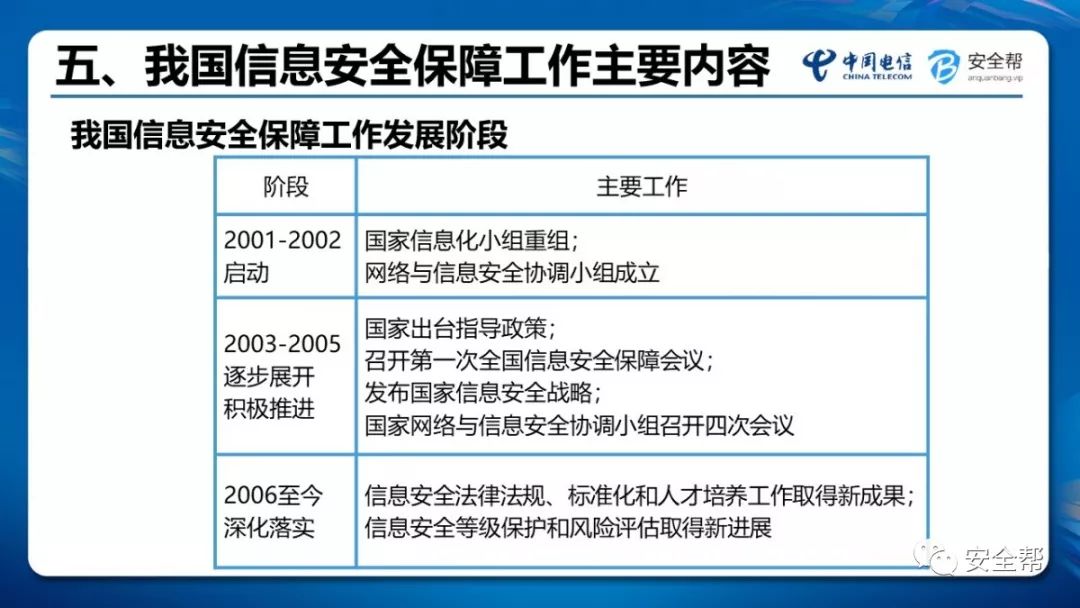 五、我国信息安全保障工作主要内容
中国电信
CHINA TELECOM
安全帮
anquanbang.vip
我国信息安全保障工作发展阶段
阶段
主要工作
2001-2002
启动
国家信息化小组重组；
网络与信息安全协调小组成立
2003-2005
逐步展开
积极推进
国家出台指导政策；
召开第一次全国信息安全保障会议；
发布国家信息安全战略；
国家网络与信息安全协调小组召开四次会议
2006至今
深化落实
信息安全法律法规、标准化和人才培养工作取得新成果；
信息安全等级保护和风险评估取得新进展
安全帮